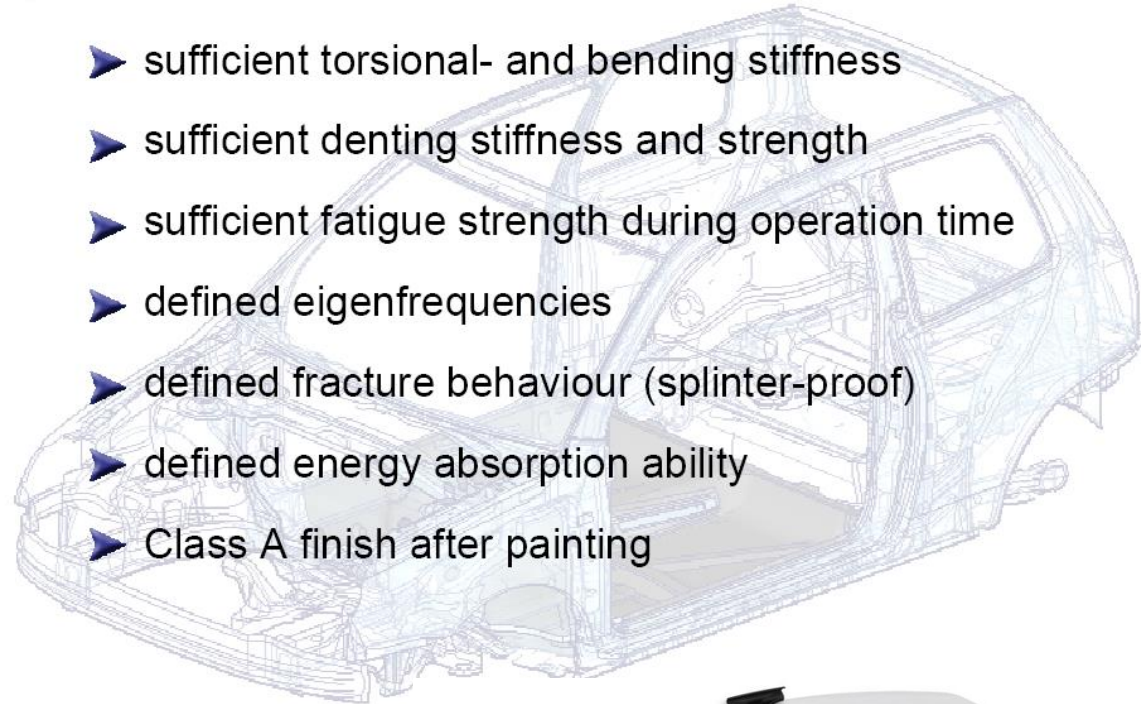 sufficient torsional- and bending stiffness
sufficient denting stiffness and strength
sufficient fatigue strength during operation time
defined eigenfrequencies
defined fracture behaviour (splinter-proof)
defined energy absorption ability
Class A finish after painting